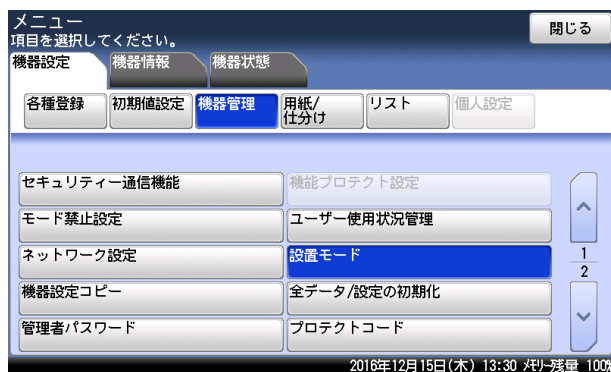 メニュー
閉じる
項目を選択してください。
機器設定
機器情報
機器状態
各種登録
初期値設定
機器管理
用紙/
仕分け
リスト
個人設定
セキュリティー通信機能
機能プロテクト設定
モード禁止設定
ユーザー使用状況管理
ネットワーク設定
設置モード
1
2
機器設定コピー
全データ/設定の初期化
管理者パスワード
プロテクトコード
2016年12月15日(木) 13:30 メモリー残量 100%